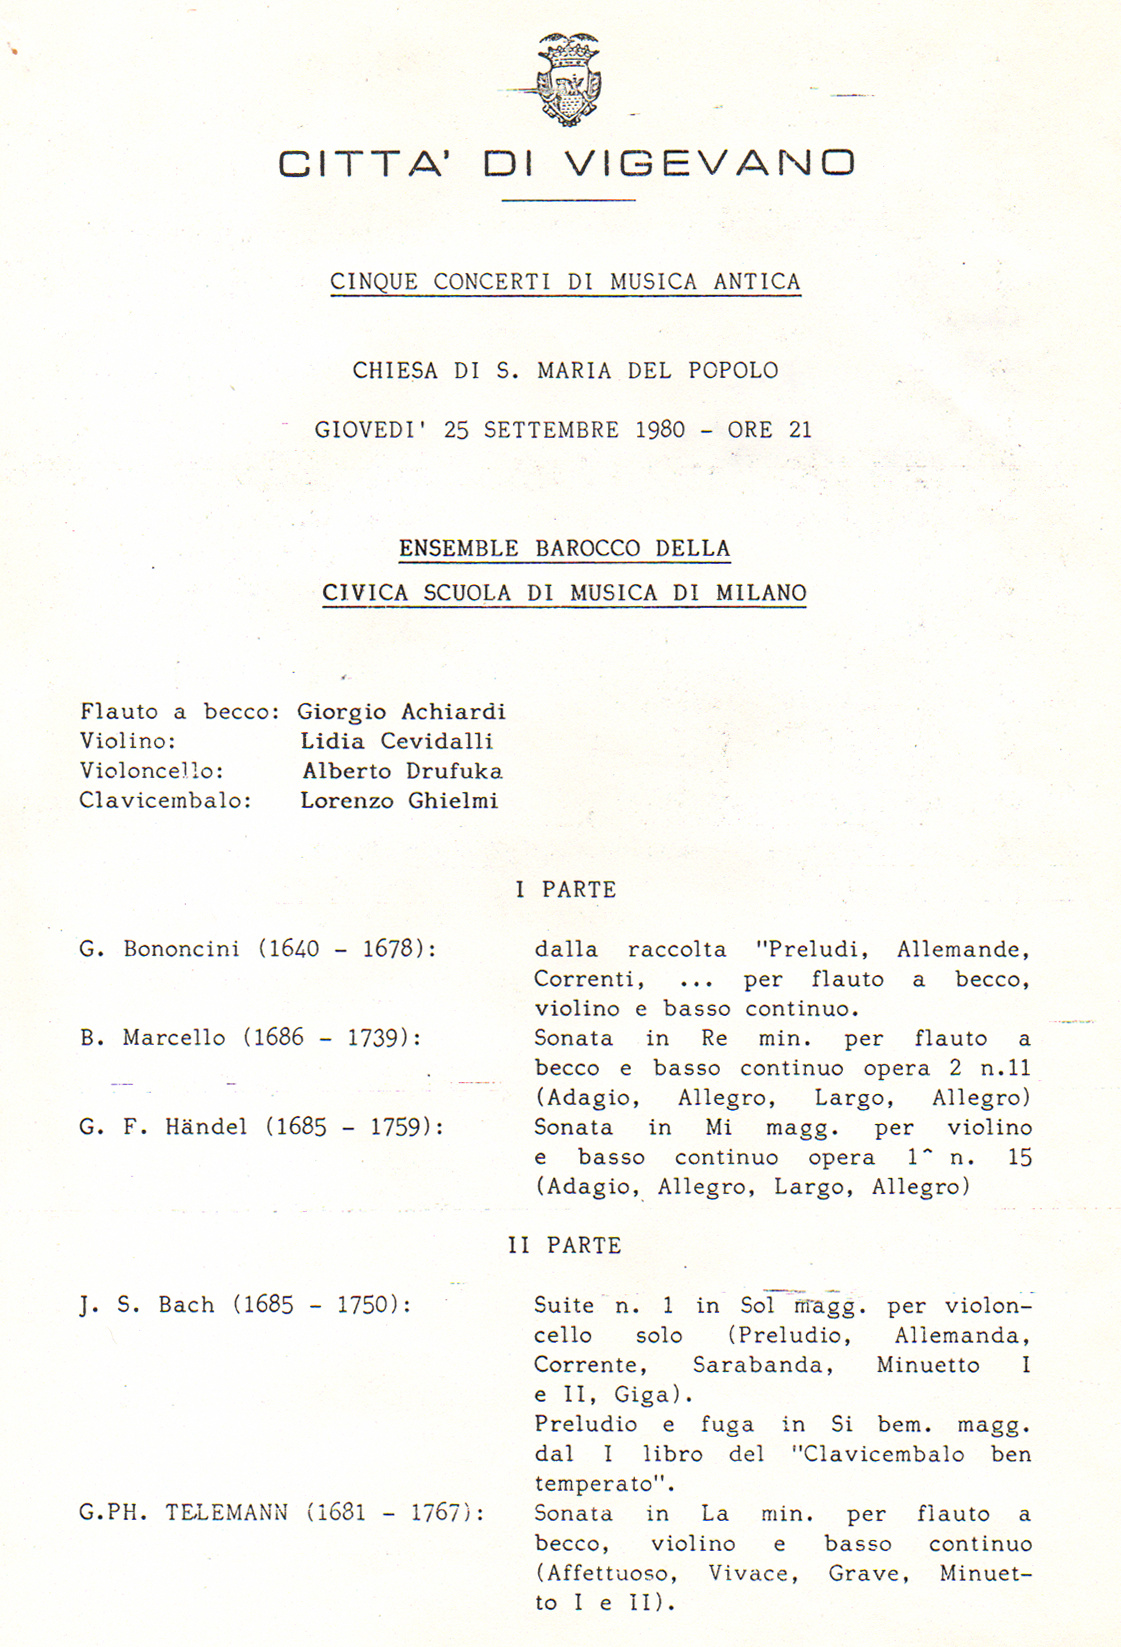 CITTA' DI VIGEVANO
CINQUE CONCERTI DI MUSICA ANTICA
CHIESA DI S. MARIA DEL POPOLO
GIOVEDI' 25 SETTEMBRE 1980 - ORE 21
ENSEMBLE BAROCCO DELLA
CIVICA SCUOLA DI MUSICA DI MILANO
Flauto a becco: Giorgio Achiardi
Violino: Lidia Cevidalli
Violoncello: Alberto Drufuka
Clavicembalo: Lorenzo Ghielmi
I PARTE
G. Bononcini (1640 - 1678): dalla raccolta "Preludi, Allemande,
Correnti, ... per flauto a becco,
violino e basso continuo.
B. Marcello (1686 - 1739): Sonata in Re min. per flauto a
becco e basso continuo opera 2 n.11
(Adagio, Allegro, Largo, Allegro)
G. F. Händel (1685 - 1759): Sonata in Mi magg. per violino
e basso continuo opera 1^ n. 15
(Adagio, Allegro, Largo, Allegro)
II PARTE
J. S. Bach (1685 - 1750): Suite n. 1 in Sol magg. per violon-
cello solo (Preludio, Allemanda,
Corrente, Sarabanda, Minuetto I
e II, Giga).
Preludio e fuga in Si bem. magg.
dal I libro del "Clavicembalo ben
temperato".
G.PH. TELEMANN (1681 - 1767): Sonata in La min. per flauto a
becco, violino e basso continuo
(Affettuoso, Vivace, Grave, Minuet-
to I e II).